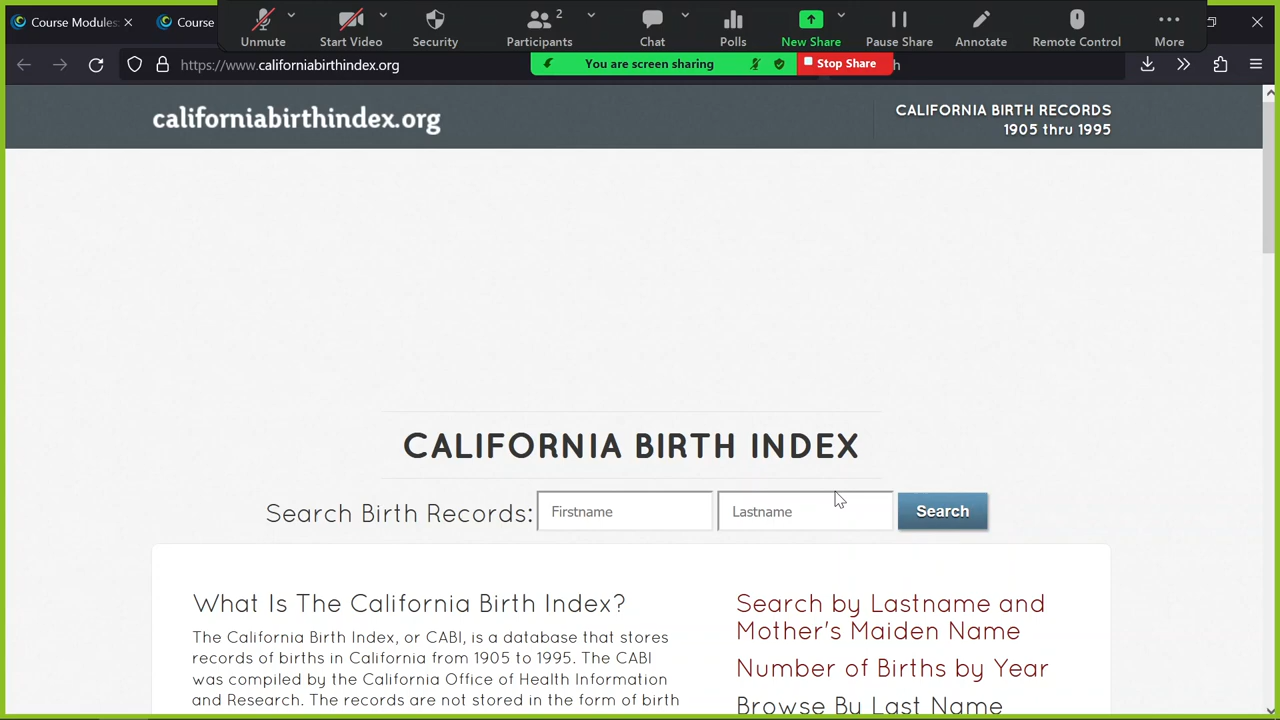 Course Modules:
Course
Unmute
Start Video
Security
2
Participants
Chat
Polls
New Share
Pause Share
Annotate
Remote Control
More
https://www.californiabirthindex.org
You are screen sharing
Stop Share
californiabirthindex.org
CALIFORNIA BIRTH RECORDS
1905 thru 1995
CALIFORNIA BIRTH INDEX
Search Birth Records:
Firstname
Lastname
Search
What Is The California Birth Index?
The California Birth Index, or CABI, is a database that stores
records of births in California from 1905 to 1995. The CABI
was compiled by the California Office of Health Information
and Research. The records are not stored in the form of birth
Search by Lastname and
Mother's Maiden Name
Number of Births by Year
Browse By Last Name